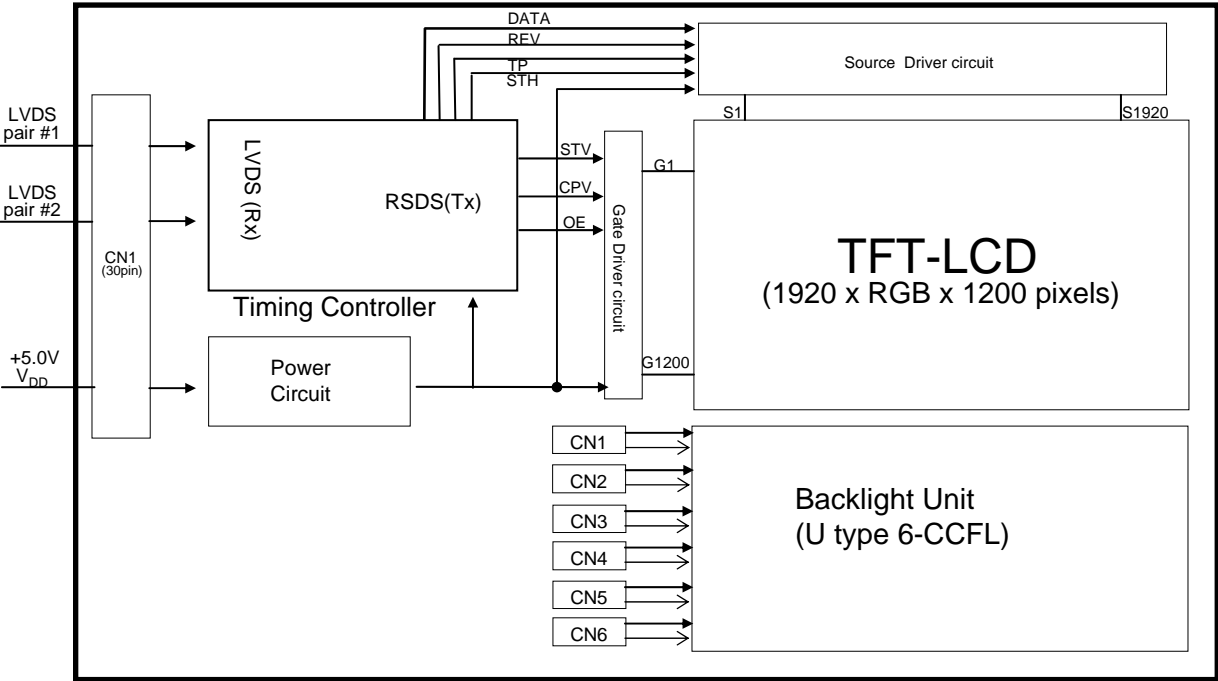 DATA
REV
TP
STH
Source Driver circuit
S1
S1920
LVDS
pair #1
LVDS
pair #2
CN1
(30pin)
+5.0V
VDD
LVDS (Rx)
RSDS(Tx)
Timing Controller
STV
CPV
OE
Gate Driver circuit
G1
G1200
TFT-LCD
(1920 x RGB x 1200 pixels)
Power
Circuit
CN1
CN2
CN3
CN4
CN5
CN6
Backlight Unit
(U type 6-CCFL)